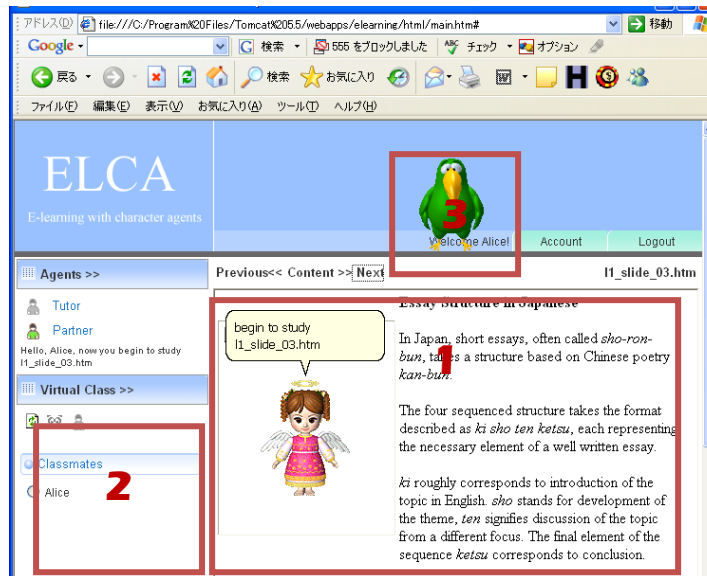 アドレス(D) file:///C:/Program%20Files/Tomcat%205.5/webapps/elearning/html/main.htm# 移動
Google 検索 555 をブロックしました チェック オプション
戻る 検索 お気に入り
ファイル(F) 編集(E) 表示(V) お気に入り(A) ツール(T) ヘルプ(H)
ELCA
E-learning with character agents
3
Welcome Alice! Account Logout
Agents >>
Previous<< Content >> Next l1_slide_03.htm
Tutor
Partner
Hello, Alice, now you begin to study
l1_slide_03.htm
Virtual Class >>
Classmates
Alice
2
begin to study
l1_slide_03.htm
1
Essay Structure in Japanese
In Japan, short essays, often called sho-ron-
bun, takes a structure based on Chinese poetry
kan-bun.
The four sequenced structure takes the format
described as ki sho ten ketsu, each representing
the necessary element of a well written essay.
ki roughly corresponds to introduction of the
topic in English. sho stands for development of
the theme, ten signifies discussion of the topic
from a different focus. The final element of the
sequence ketsu corresponds to conclusion.